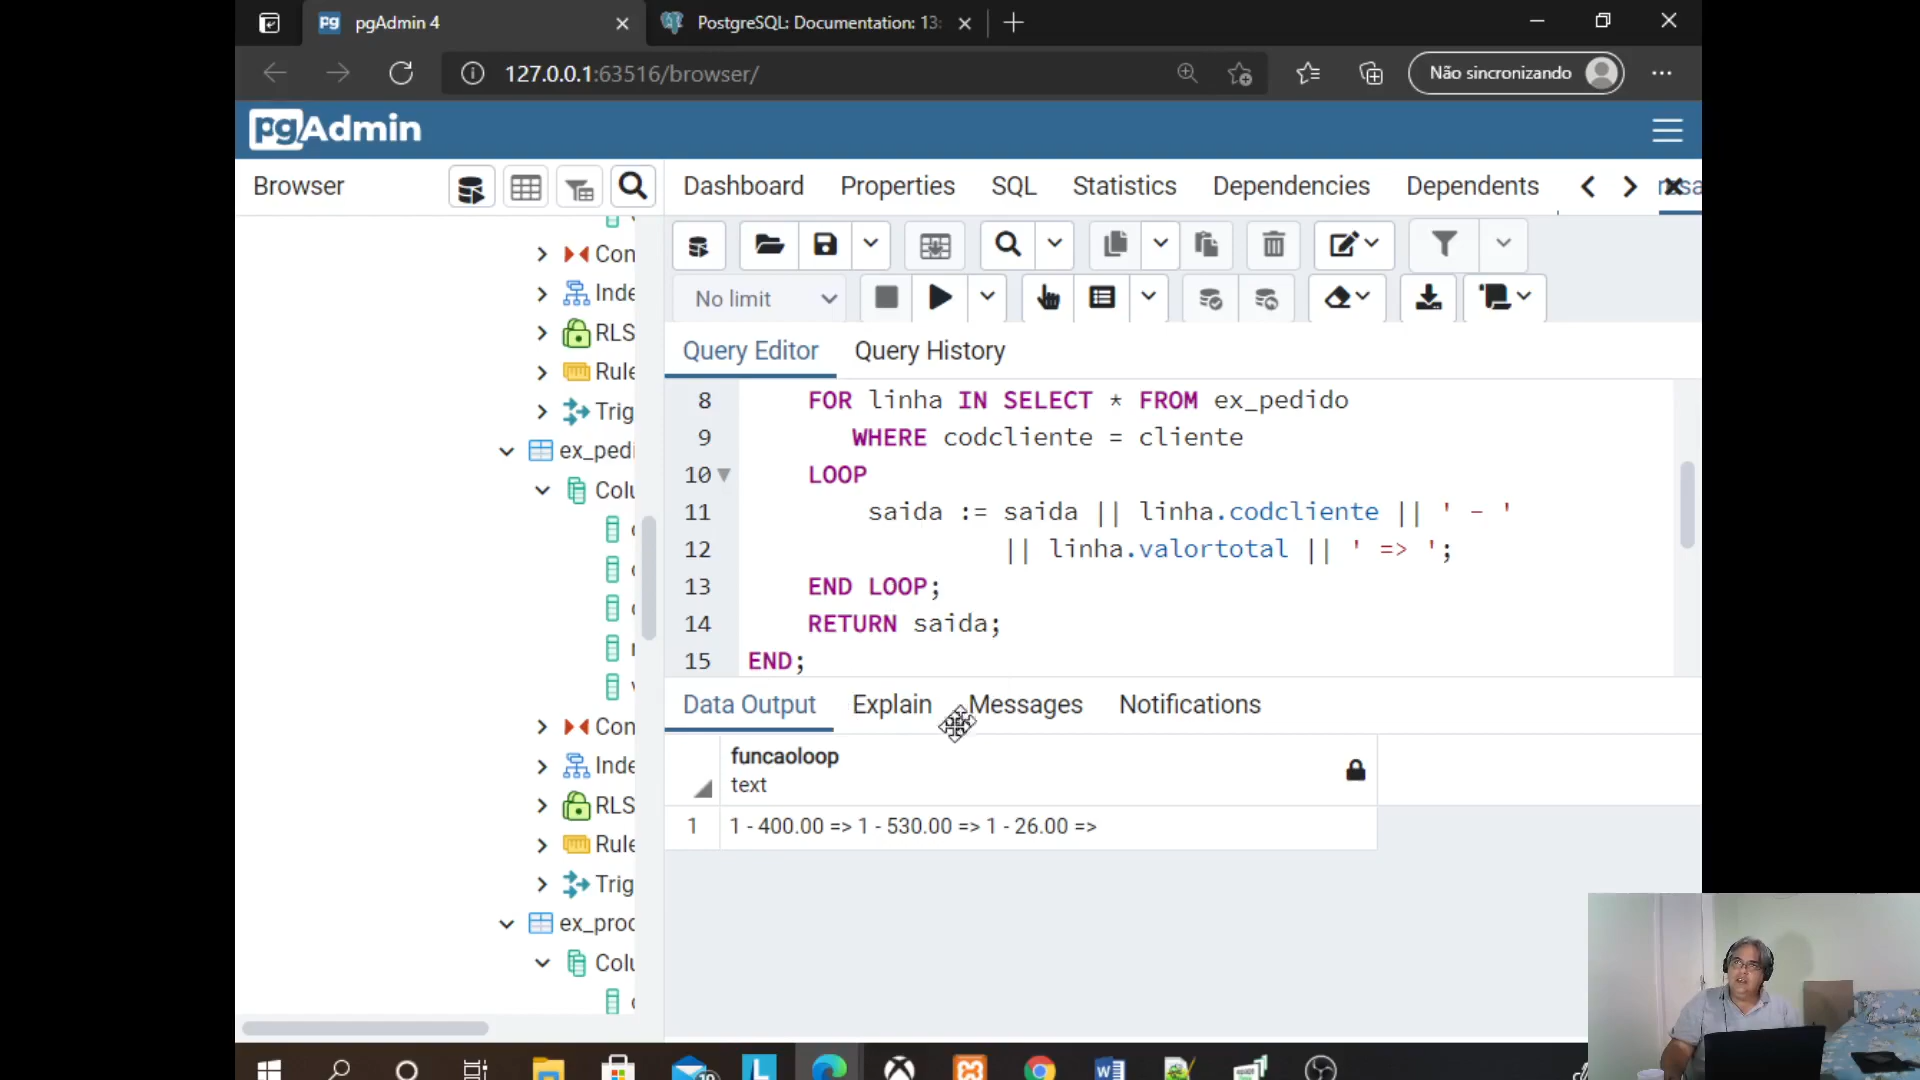 pgAdmin 4
PostgreSQL: Documentation: 13:
127.0.0.1:63516/browser/
Não sincronizando
pgAdmin
Browser
Dashboard Properties SQL Statistics Dependencies Dependents
No limit
Query Editor Query History
Con
Inde
RLS
Rule
Trig
ex_pedi
Colu
Con
Inde
RLS
Rule
Trig
ex_proc
Colu
8 FOR linha IN SELECT * FROM ex_pedido
9 WHERE codcliente = cliente
10 LOOP
11 saida := saida || linha.codcliente || ' - '
12 || linha.valortotal || ' => ';
13 END LOOP;
14 RETURN saida;
15 END;
Data Output Explain Messages Notifications
funcaoloop
text
1 1 - 400.00 => 1 - 530.00 => 1 - 26.00 =>